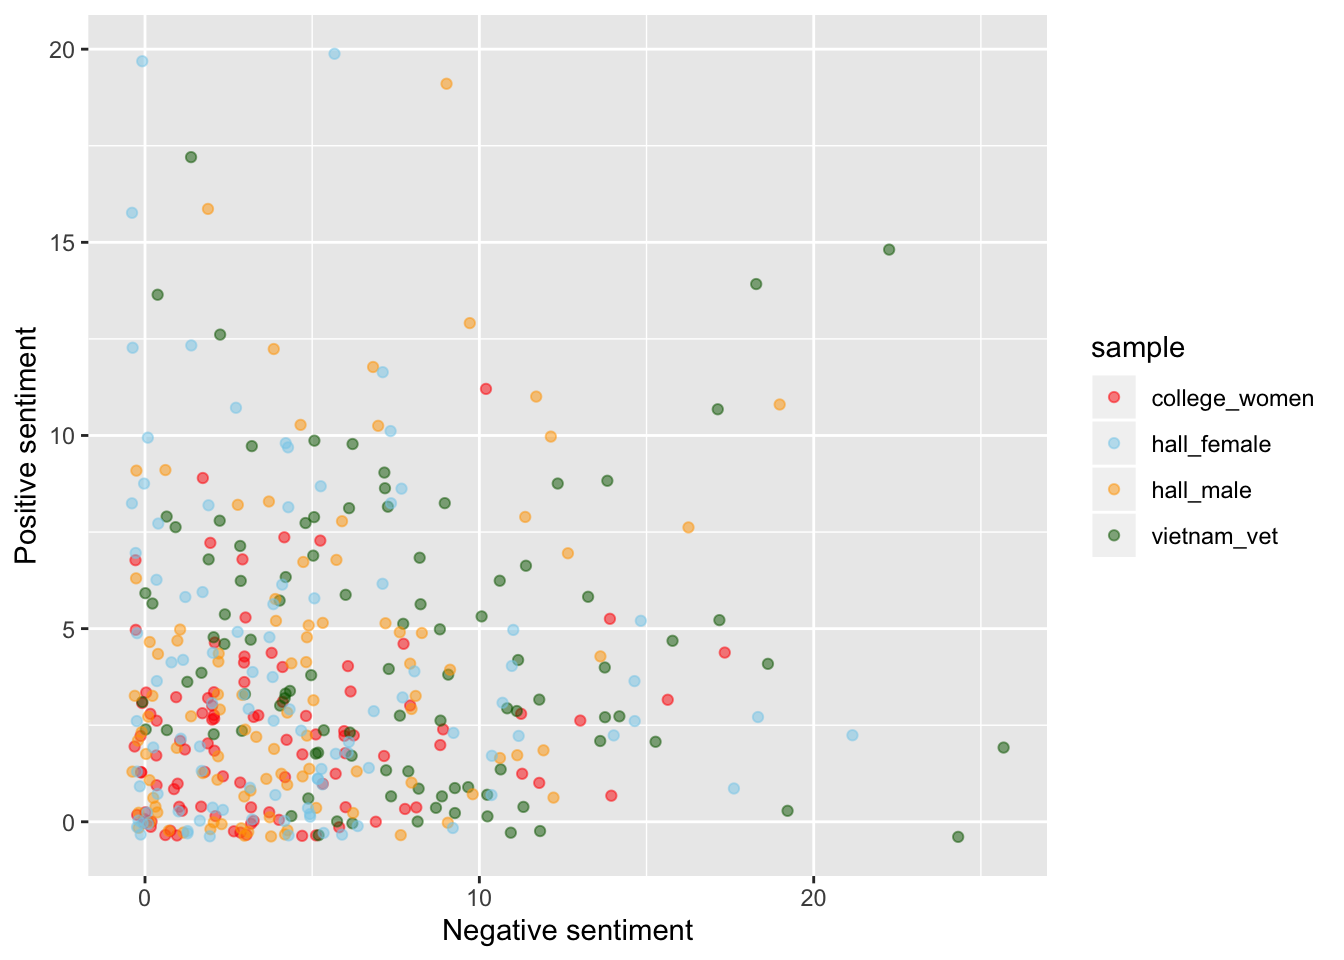 20
15
10
5
0
0 10 20
Positive sentiment
Negative sentiment
sample
college_women
hall_female
hall_male
vietnam_vet